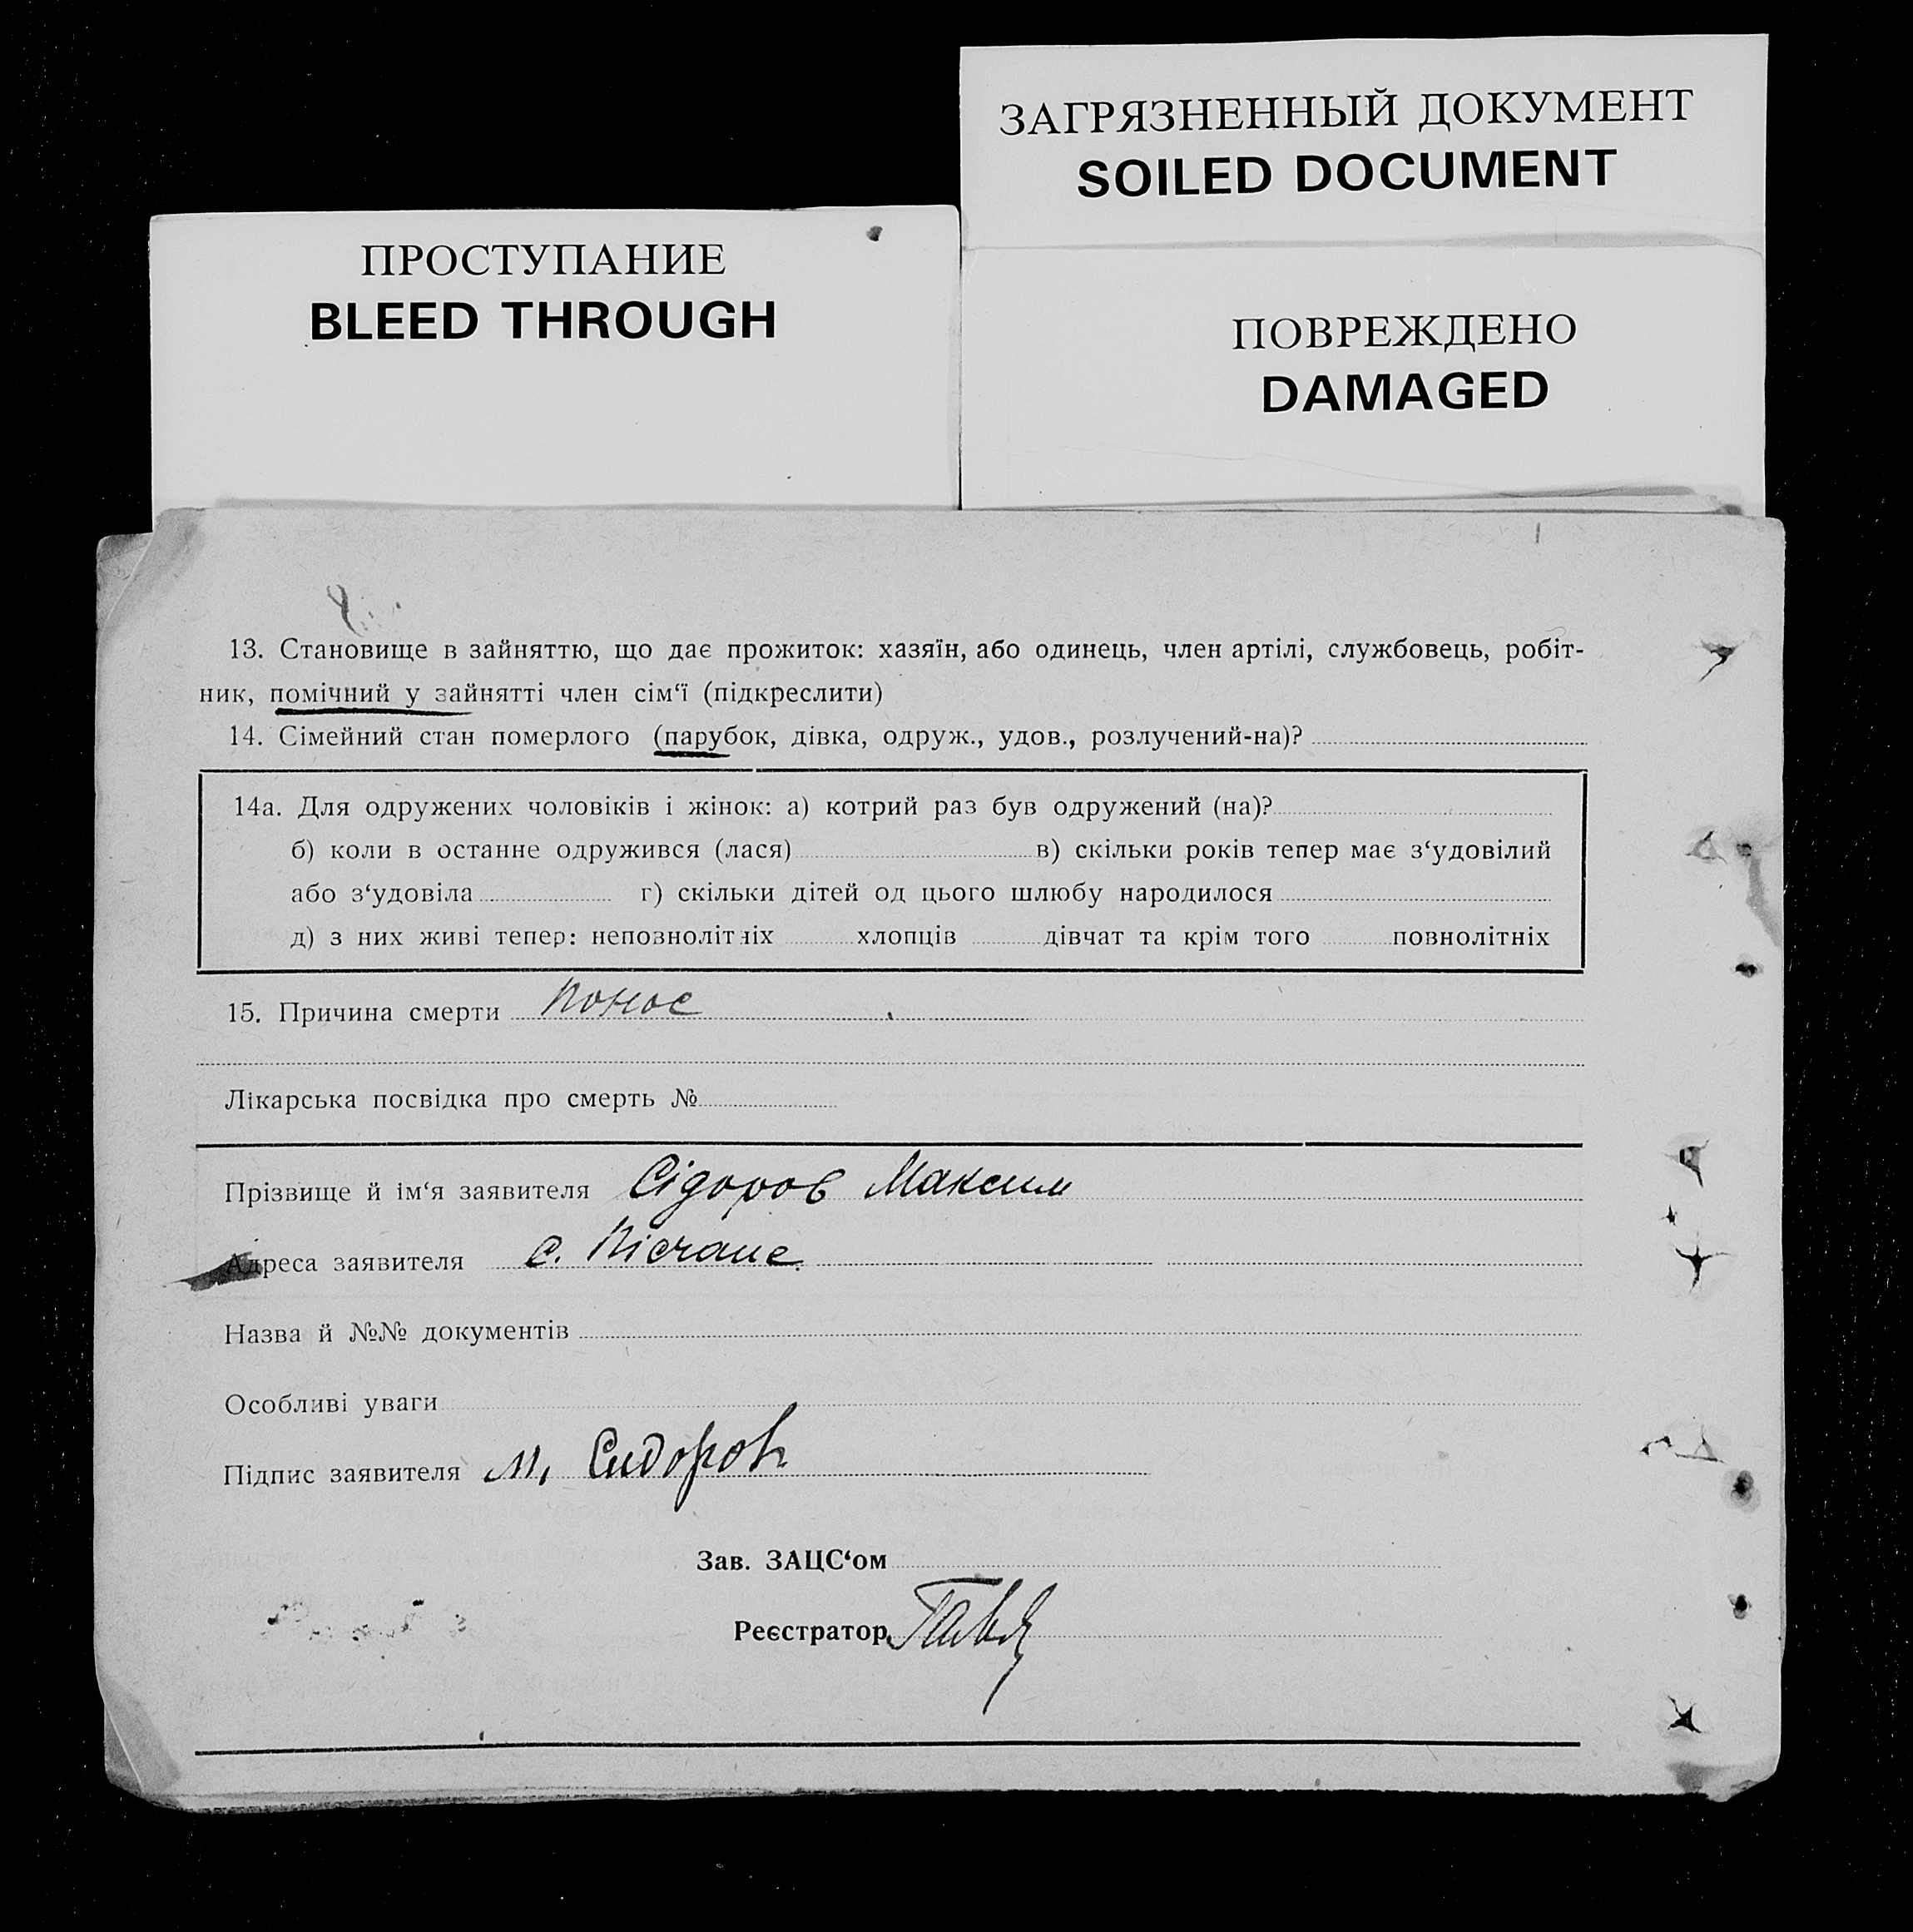 ЗАГРЯЗНЕННЫЙ ДОКУМЕНТ
SOILED DOCUMENT
ПРОСТУПАНИЕ
BLEED THROUGH
ПОВРЕЖДЕНО
DAMAGED
13. Становище в зайняттю, що дає прожиток: хазяїн, або одинець, член артілі, службовець, робіт-
ник, помічний у зайнятті член сім‘ї (підкреслити)
14. Сімейний стан померлого (парубок, дівка, одруж., удов., розлучений-на)?
14а. Для одружених чоловіків і жінок: а) котрий раз був одружений (на)?
б) коли в останне одружився (лася) в) скільки років тепер має з‘удовілий
або з‘удовіла г) скільки дітей од цього шлюбу народилося
д) з них живі тепер: неповнолітніх хлопців дівчат та крім того повнолітніх
15. Причина смерти Понос
Лікарська посвідка про смерть №
Прізвище й ім‘я заявителя Сідоров Максим
Адреса заявителя с. Пісчане
Назва й №№ документів
Особливі уваги
Підпис заявителя М, Сидоров
Зав. ЗАЦС‘ом
Реєстратор